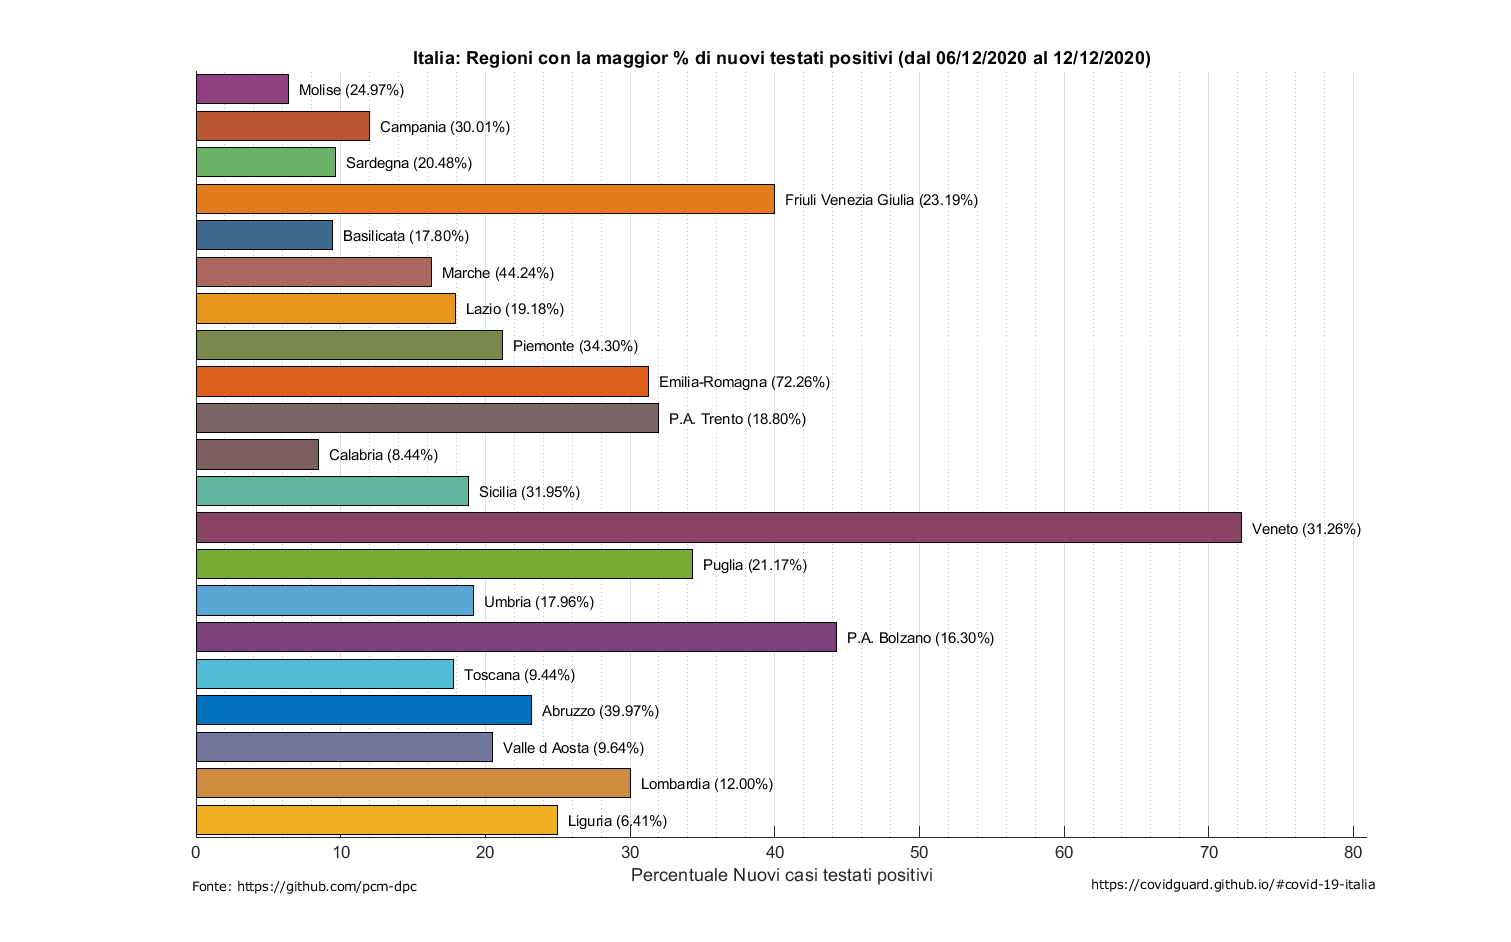 Italia: Regioni con la maggior % di nuovi testati positivi (dal 06/12/2020 al 12/12/2020)
Molise (24.97%)
Campania (30.01%)
Sardegna (20.48%)
Friuli Venezia Giulia (23.19%)
Basilicata (17.80%)
Marche (44.24%)
Lazio (19.18%)
Piemonte (34.30%)
Emilia-Romagna (72.26%)
P.A. Trento (18.80%)
Calabria (8.44%)
Sicilia (31.95%)
Veneto (31.26%)
Puglia (21.17%)
Umbria (17.96%)
P.A. Bolzano (16.30%)
Toscana (9.44%)
Abruzzo (39.97%)
Valle d Aosta (9.64%)
Lombardia (12.00%)
Liguria (6.41%)
0 10 20 30 40 50 60 70 80
Percentuale Nuovi casi testati positivi
Fonte: https://github.com/pcm-dpc
https://covidguard.github.io/#covid-19-italia